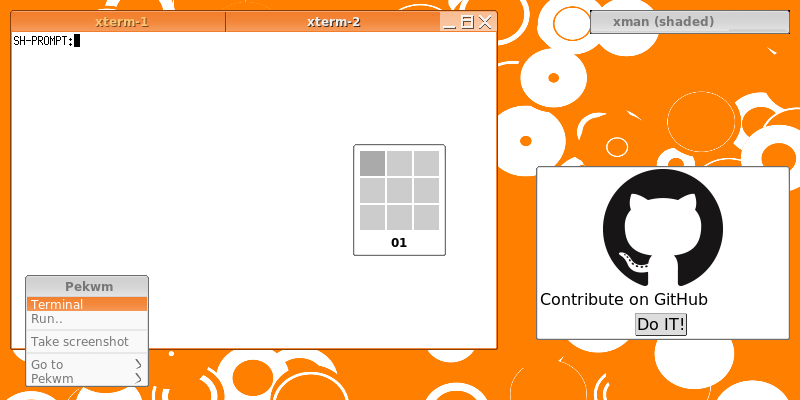 xterm-1 xterm-2
xman (shaded)
SH-PROMPT:
01
Pekwm
Terminal
Run..
Take screenshot
Go to
Pekwm
Contribute on GitHub
Do IT!